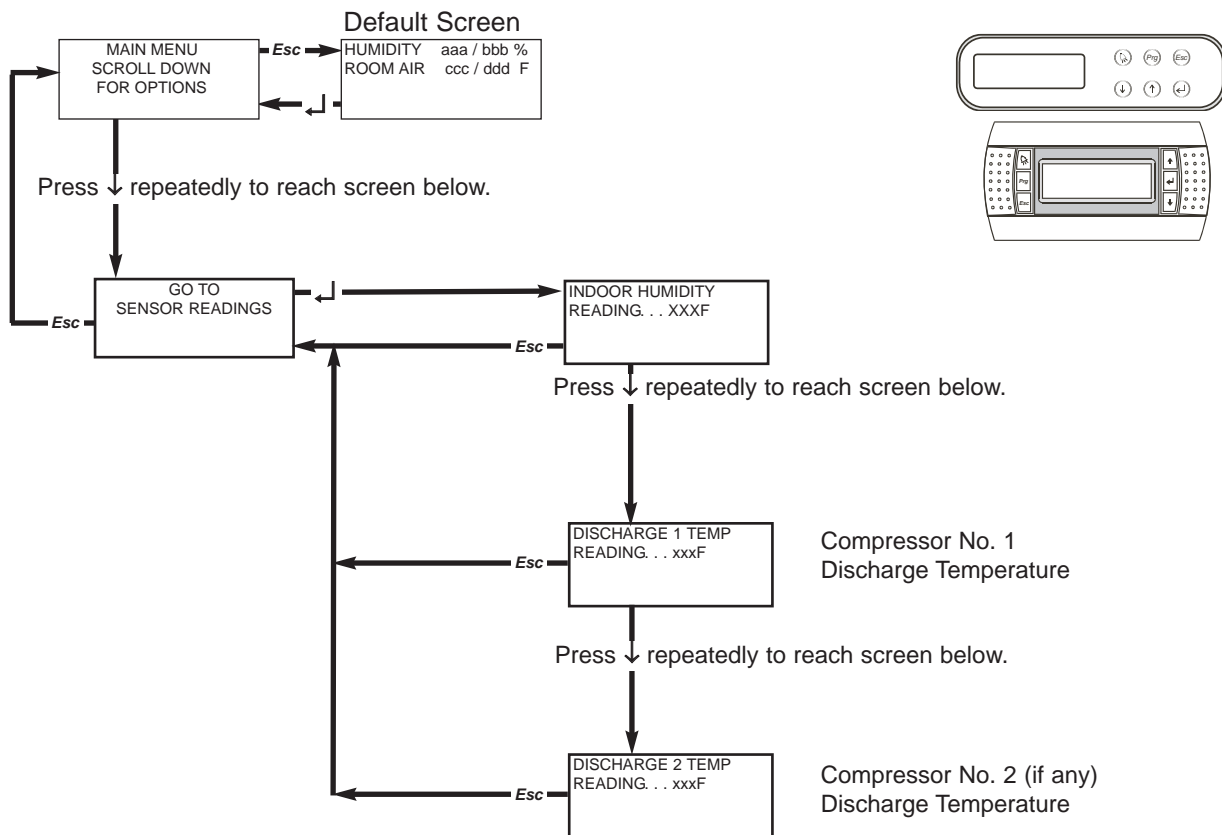 Default Screen
MAIN MENU
SCROLL DOWN
FOR OPTIONS
Esc
HUMIDITY aaa / bbb %
ROOM AIR ccc / ddd F
Prg
Esc
Prg
Esc
Press ↓ repeatedly to reach screen below.
GO TO
SENSOR READINGS
Esc
INDOOR HUMIDITY
READING. . . XXXF
Esc
Press ↓ repeatedly to reach screen below.
DISCHARGE 1 TEMP
READING. . . xxxF
Esc
Compressor No. 1
Discharge Temperature
Press ↓ repeatedly to reach screen below.
DISCHARGE 2 TEMP
READING. . . xxxF
Esc
Compressor No. 2 (if any)
Discharge Temperature